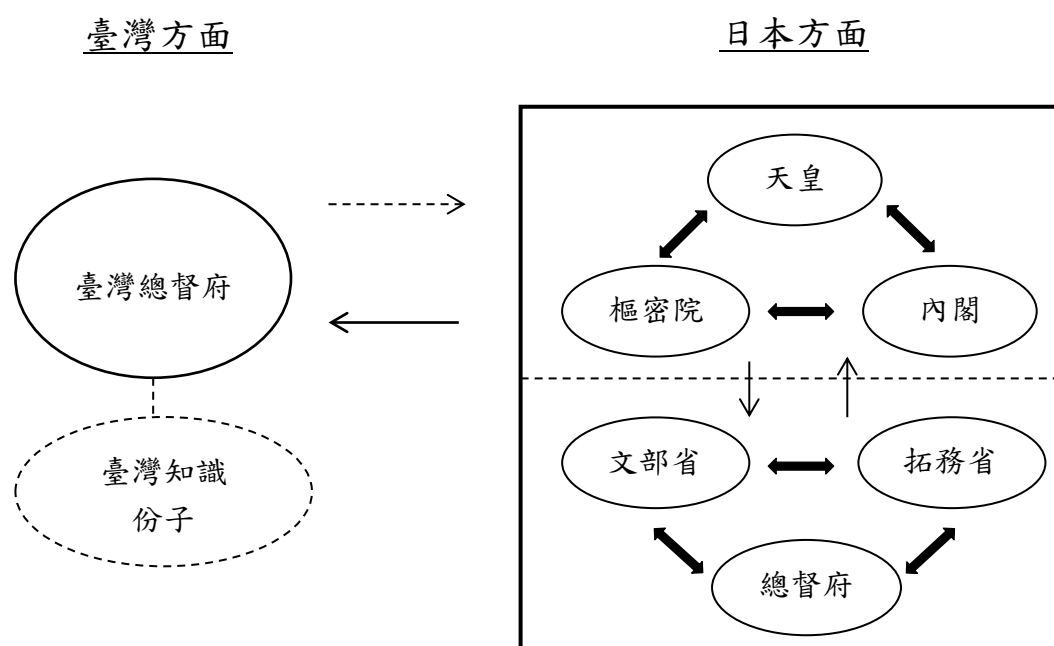 臺灣方面
日本方面
天皇
臺灣總督府
樞密院
內閣
臺灣知識
份子
文部省
拓務省
總督府